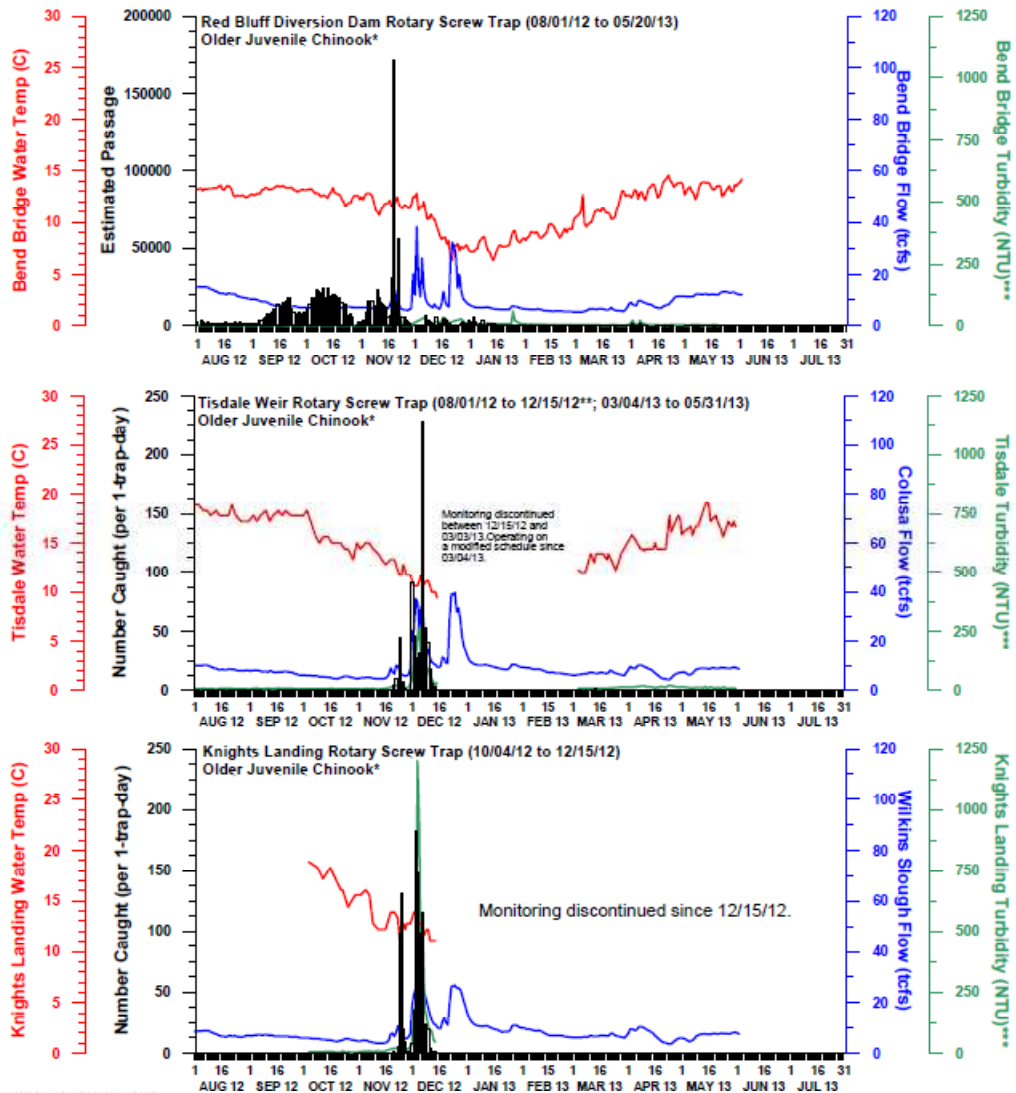 Red Bluff Diversion Dam Rotary Screw Trap (08/01/12 to 05/20/13)
Older Juvenile Chinook*
Bend Bridge Water Temp (C)
30
25
20
15
10
5
0
Estimated Passage
200000
150000
100000
50000
0
120
100
80
60
40
20
0
Bend Bridge Flow (tcfs)
1250
1000
750
500
250
0
Bend Bridge Turbidity (NTU)***
1 16 1 16 1 16 1 16 1 16 1 16 1 15 1 16 1 16 1 16 1 16 1 16 31
AUG 12 SEP 12 OCT 12 NOV 12 DEC 12 JAN 13 FEB 13 MAR 13 APR 13 MAY 13 JUN 13 JUL 13
Tisdale Weir Rotary Screw Trap (08/01/12 to 12/15/12**; 03/04/13 to 05/31/13)
Older Juvenile Chinook*
Tisdale Water Temp (C)
30
25
20
15
10
5
0
Number Caught (per 1-trap-day)
250
200
150
100
50
0
Monitoring discontinued
between 12/15/12 and
03/03/13.Operating on
a modified schedule since
03/04/13.
120
100
80
60
40
20
0
Colusa Flow (tcfs)
1250
1000
750
500
250
0
Tisdale Turbidity (NTU)***
1 16 1 16 1 16 1 16 1 16 1 16 1 15 1 16 1 16 1 16 1 16 1 16 31
AUG 12 SEP 12 OCT 12 NOV 12 DEC 12 JAN 13 FEB 13 MAR 13 APR 13 MAY 13 JUN 13 JUL 13
Knights Landing Rotary Screw Trap (10/04/12 to 12/15/12)
Older Juvenile Chinook*
Knights Landing Water Temp (C)
30
25
20
15
10
5
0
Number Caught (per 1-trap-day)
250
200
150
100
50
0
Monitoring discontinued since 12/15/12.
120
100
80
60
40
20
0
Wilkins Slough Flow (tcfs)
1250
1000
750
500
250
0
Knights Landing Turbidity (NTU)***
1 16 1 16 1 16 1 16 1 16 1 16 1 15 1 16 1 16 1 16 1 16 1 16 31
AUG 12 SEP 12 OCT 12 NOV 12 DEC 12 JAN 13 FEB 13 MAR 13 APR 13 MAY 13 JUN 13 JUL 13